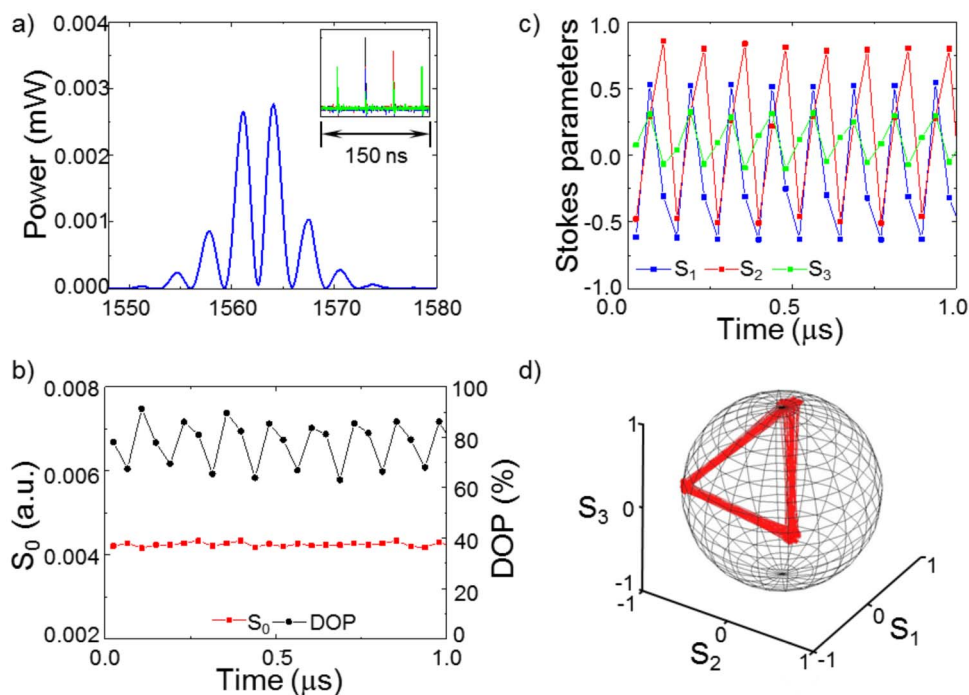 a)
0.004
0.003
0.002
0.001
0.000
Power (mW)
150 ns
1550 1560 1570 1580
c)
1.0
0.5
0.0
-0.5
-1.0
Stokes parameters
S1 S2 S3
0.0 0.5 1.0
Time (μs)
b)
0.008
0.006
0.004
0.002
S0 (a.u.)
100
80
60
40
20
0
DOP (%)
S0 DOP
0.0 0.5 1.0
Time (μs)
d)
1
0
-1
S3
-1
0
1
S2
-1
0
1
S1